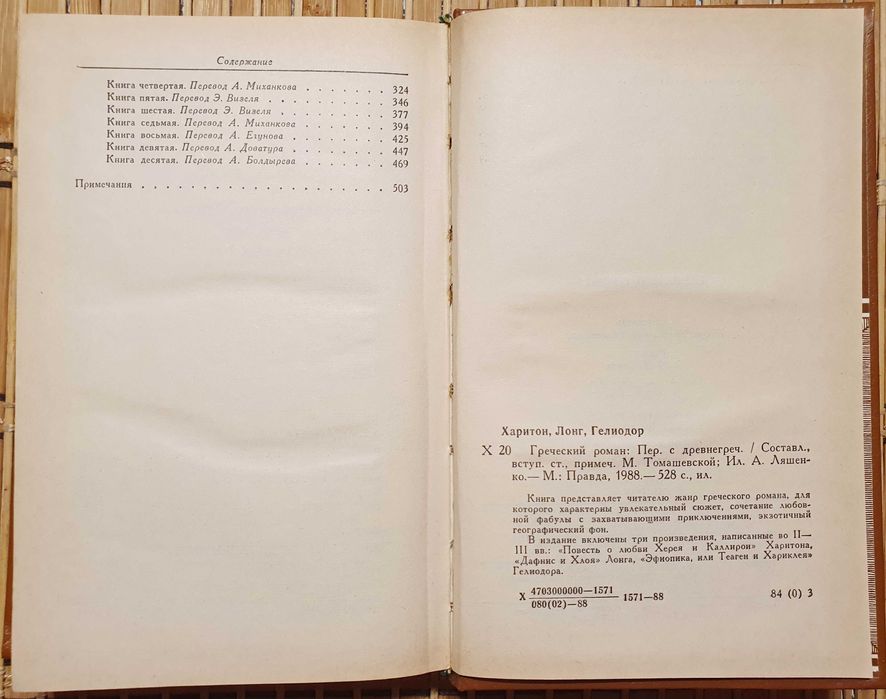 Содержание
Книга четвертая. Перевод А. Миханкова . . . . . . . 324
Книга пятая. Перевод Э. Визеля . . . . . . . . . . 346
Книга шестая. Перевод Э. Визеля . . . . . . . . . 377
Книга седьмая. Перевод А. Миханкова . . . . . . . 394
Книга восьмая. Перевод А. Егунова . . . . . . . . 425
Книга девятая. Перевод А. Доватура . . . . . . . . 447
Книга десятая. Перевод А. Болдырева . . . . . . . 469
Примечания . . . . . . . . . . . . . . . . . . . . 503
Харитон, Лонг, Гелиодор
Х 20 Греческий роман: Пер. с древнегреч. / Составл.,
вступ. ст., примеч. М. Томашевской; Ил. А. Ляшен-
ко.— М.: Правда, 1988.— 528 с., ил.
Книга представляет читателю жанр греческого романа, для
которого характерны увлекательный сюжет, сочетание любов-
ной фабулы с захватывающими приключениями, экзотичный
географический фон.
В издание включены три произведения, написанные во II—
III вв.: «Повесть о любви Херея и Каллирои» Харитона,
«Дафнис и Хлоя» Лонга, «Эфиопика, или Теаген и Хариклея»
Гелиодора.
Х 4703000000—1571
080(02)—88
1571—88
84 (0) 3